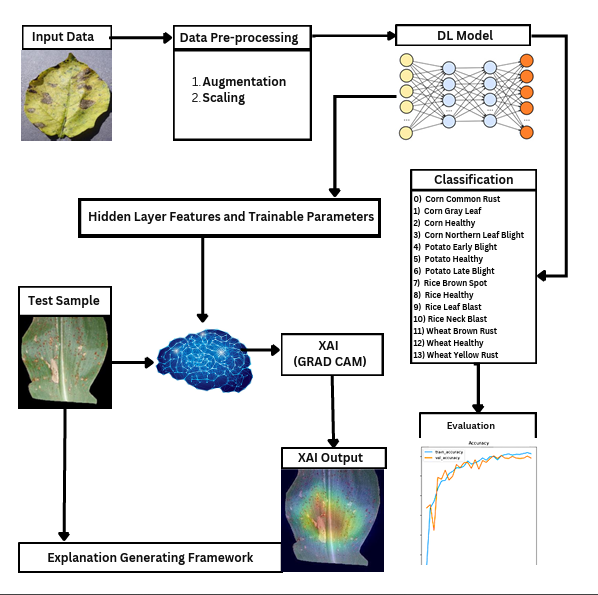 Input Data
Data Pre-processing
1. Augmentation
2. Scaling
DL Model
Classification
0) Corn Common Rust
1) Corn Gray Leaf
2) Corn Healthy
3) Corn Northern Leaf Blight
4) Potato Early Blight
5) Potato Healthy
6) Potato Late Blight
7) Rice Brown Spot
8) Rice Healthy
9) Rice Leaf Blast
10) Rice Neck Blast
11) Wheat Brown Rust
12) Wheat Healthy
13) Wheat Yellow Rust
Hidden Layer Features and Trainable Parameters
Test Sample
XAI
(GRAD CAM)
XAI Output
Explanation Generating Framework
Evaluation
Accuracy
train_accuracy
val_accuracy